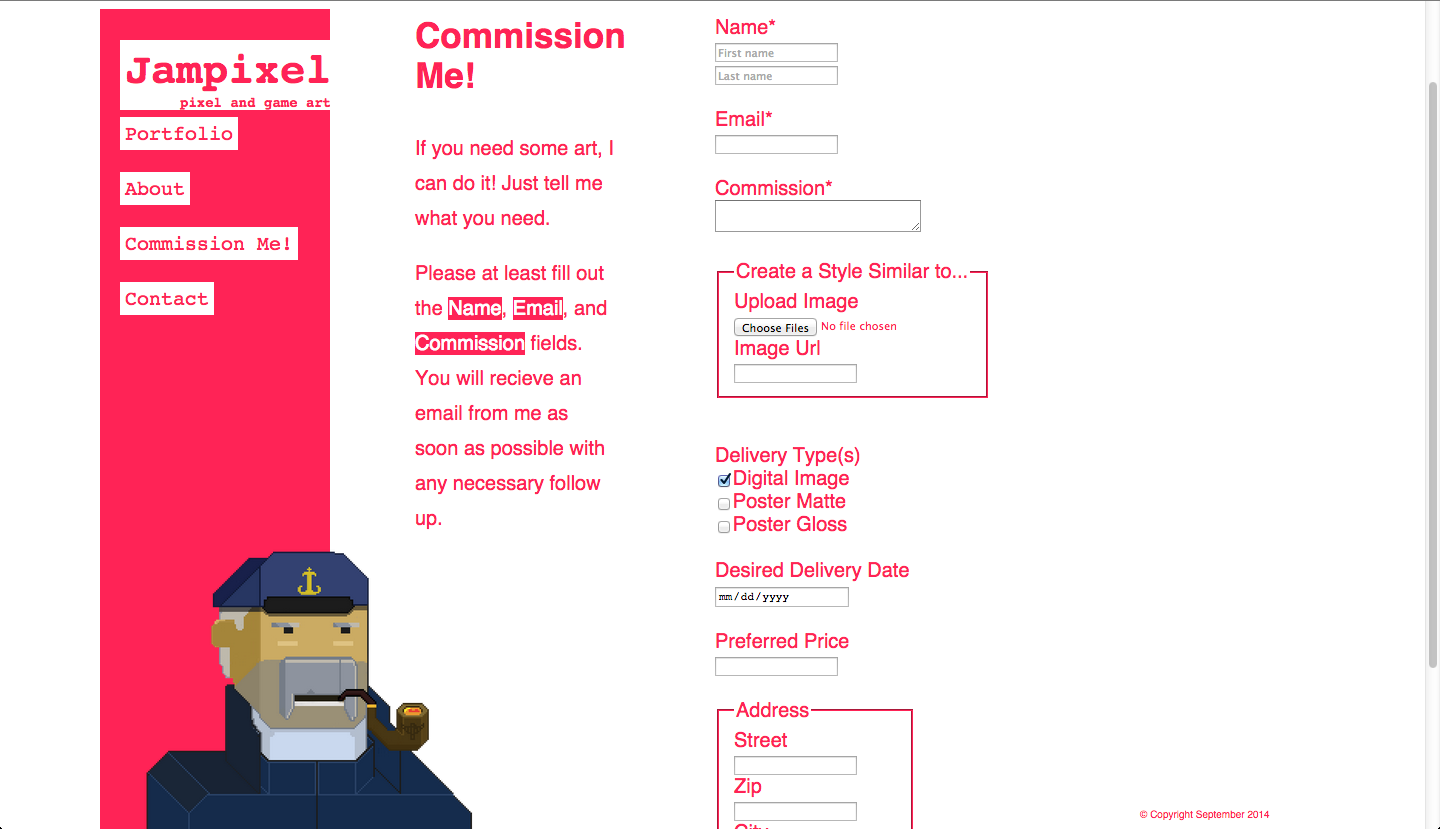 Jampixel
pixel and game art
Portfolio
About
Commission Me!
Contact
Commission
Me!
If you need some art, I
can do it! Just tell me
what you need.
Please at least fill out
the Name, Email, and
Commission fields.
You will recieve an
email from me as
soon as possible with
any necessary follow
up.
Name*
First name
Last name
Email*
Commission*
Create a Style Similar to...
Upload Image
Choose Files No file chosen
Image Url
Delivery Type(s)
Digital Image
Poster Matte
Poster Gloss
Desired Delivery Date
mm/dd/yyyy
Preferred Price
Address
Street
Zip
City
© Copyright September 2014